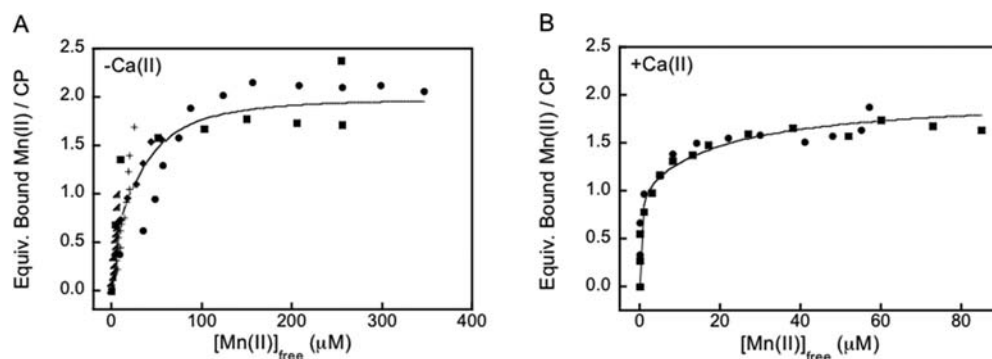 A
-Ca(II)
Equiv. Bound Mn(II) / CP
2.5
2.0
1.5
1.0
0.5
0.0
0
100
200
300
400
[Mn(II)]free (µM)
B
+Ca(II)
Equiv. Bound Mn(II) / CP
2.5
2.0
1.5
1.0
0.5
0.0
0
20
40
60
80
[Mn(II)]free (µM)